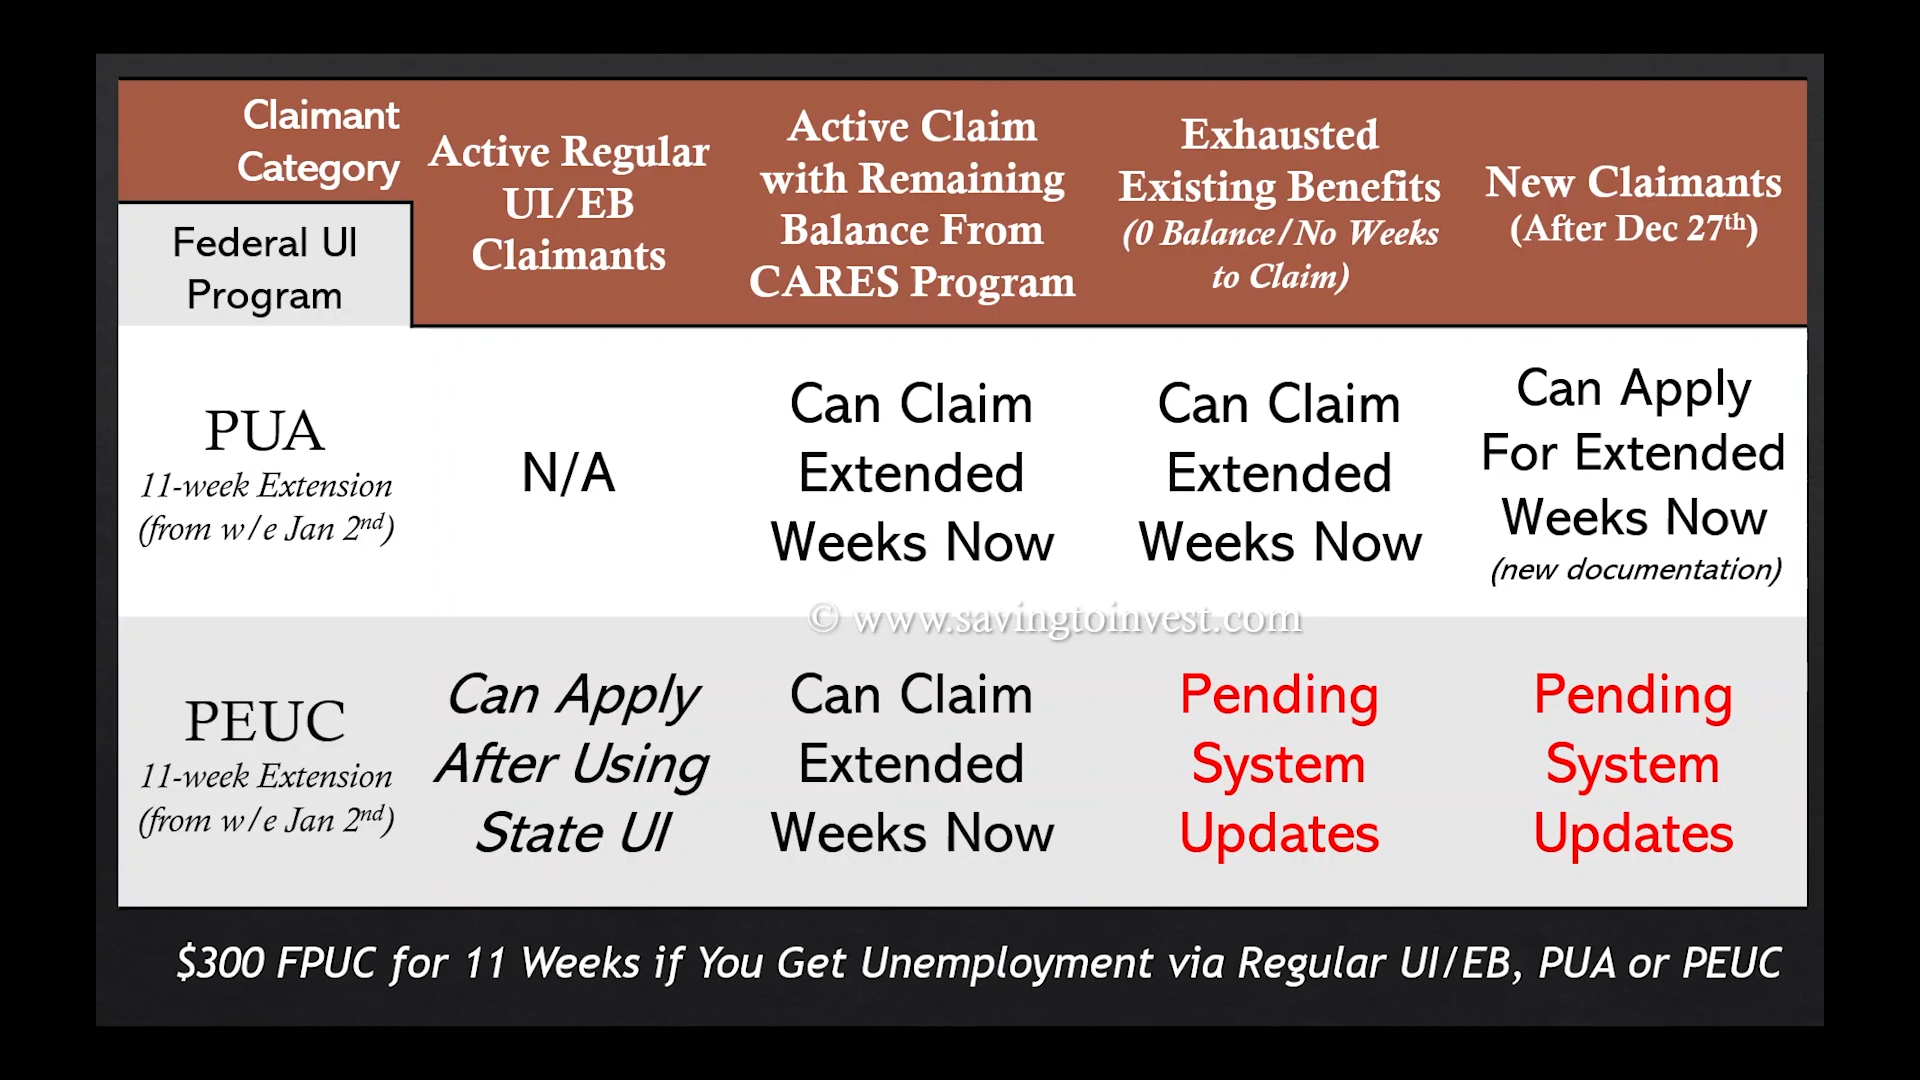 Claimant
Category
Federal UI
Program
Active Regular
UI/EB
Claimants
Active Claim
with Remaining
Balance From
CARES Program
Exhausted
Existing Benefits
(0 Balance/No Weeks
to Claim)
New Claimants
(After Dec 27th)
PUA
11-week Extension
(from w/e Jan 2nd)
N/A
Can Claim
Extended
Weeks Now
Can Claim
Extended
Weeks Now
Can Apply
For Extended
Weeks Now
(new documentation)
© www.savingtoinvest.com
PEUC
11-week Extension
(from w/e Jan 2nd)
Can Apply
After Using
State UI
Can Claim
Extended
Weeks Now
Pending
System
Updates
Pending
System
Updates
$300 FPUC for 11 Weeks if You Get Unemployment via Regular UI/EB, PUA or PEUC